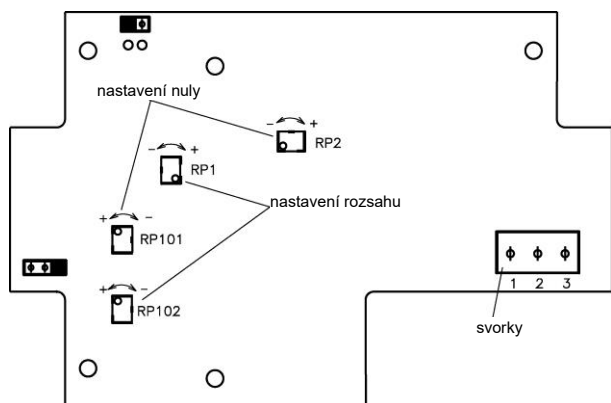 nastavení nuly
− +
RP2
− +
RP1
nastavení rozsahu
+ −
RP101
+ −
RP102
1 2 3
svorky